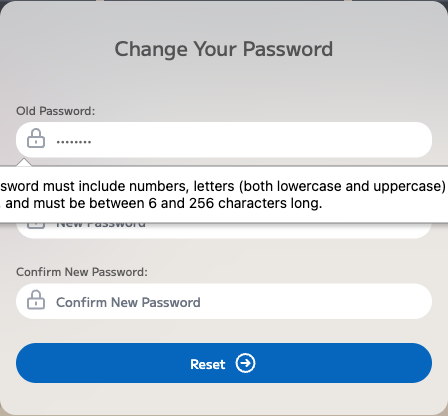 Change Your Password
Old Password:
........
sword must include numbers, letters (both lowercase and uppercase)
, and must be between 6 and 256 characters long.
New Password
Confirm New Password:
Confirm New Password
Reset